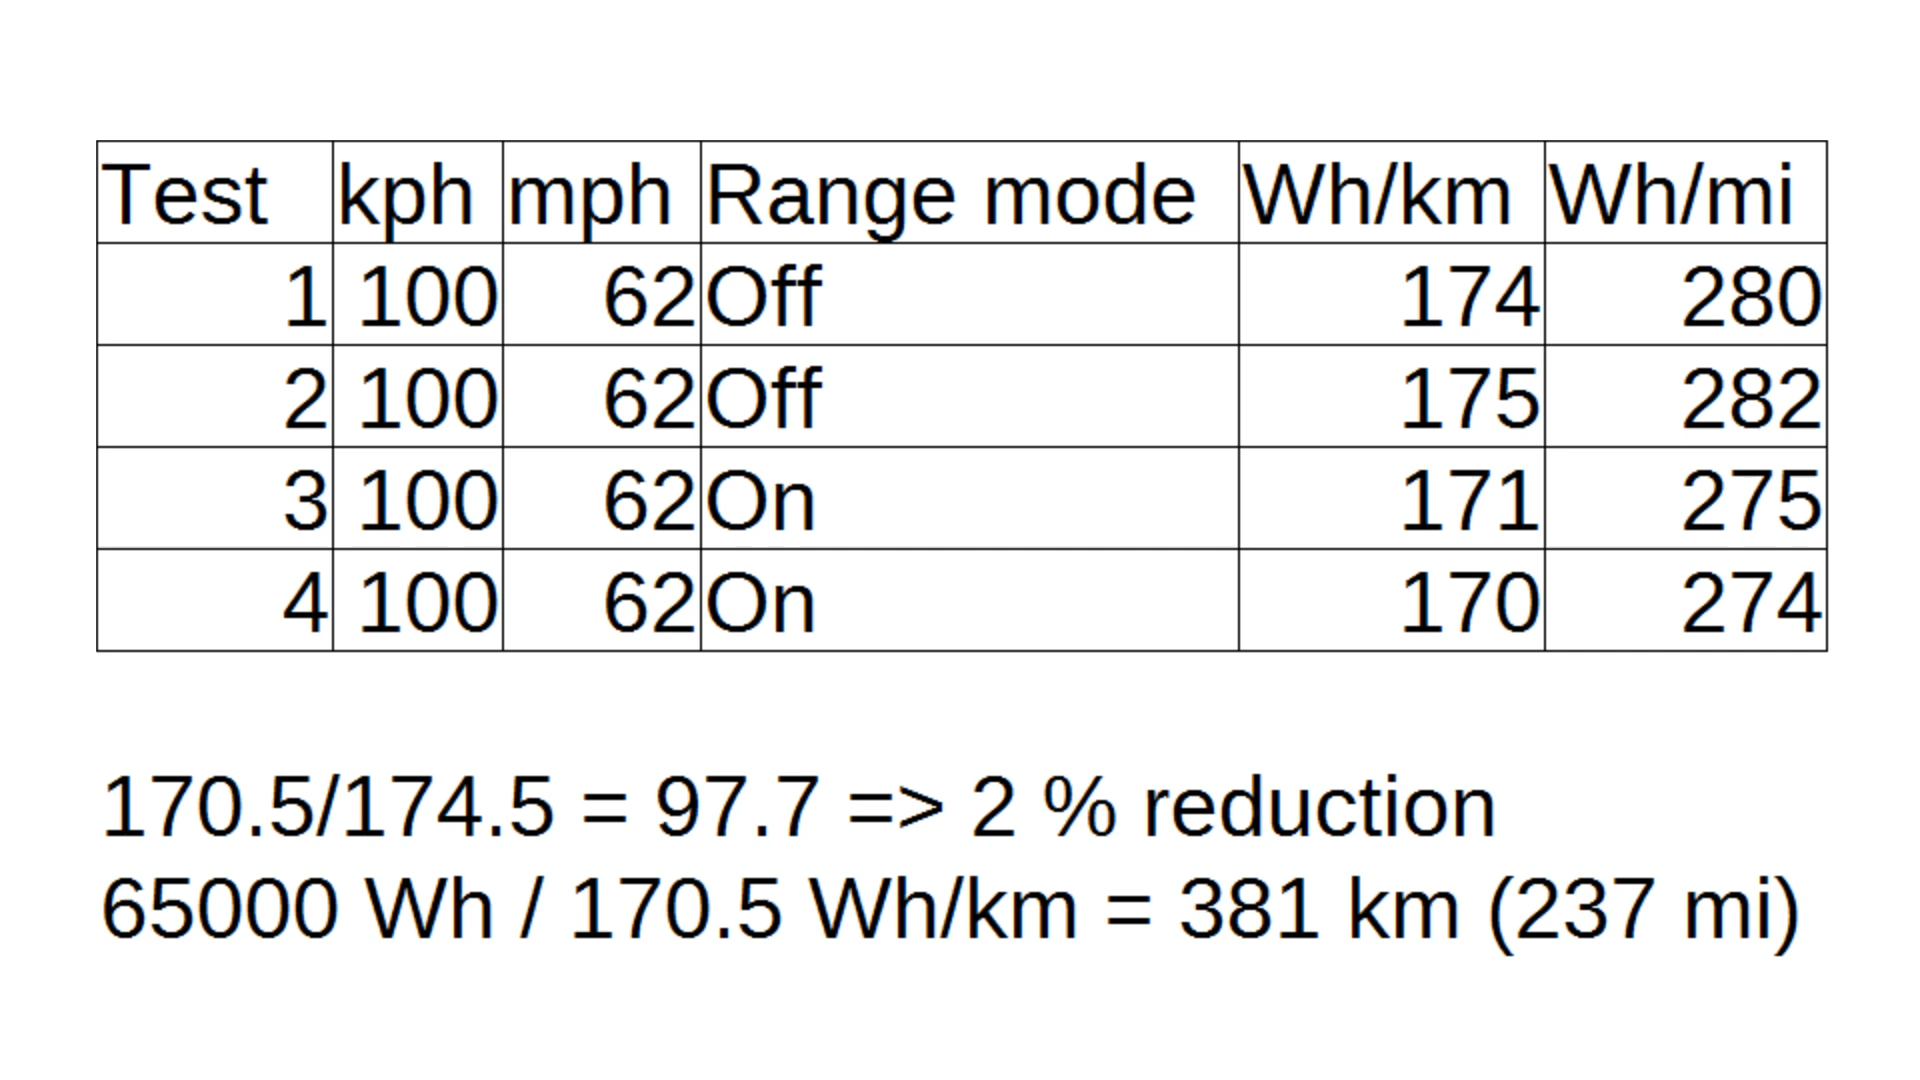 Test kph mph Range mode Wh/km Wh/mi
1 100 62 Off 174 280
2 100 62 Off 175 282
3 100 62 On 171 275
4 100 62 On 170 274
170.5/174.5 = 97.7 => 2 % reduction
65000 Wh / 170.5 Wh/km = 381 km (237 mi)